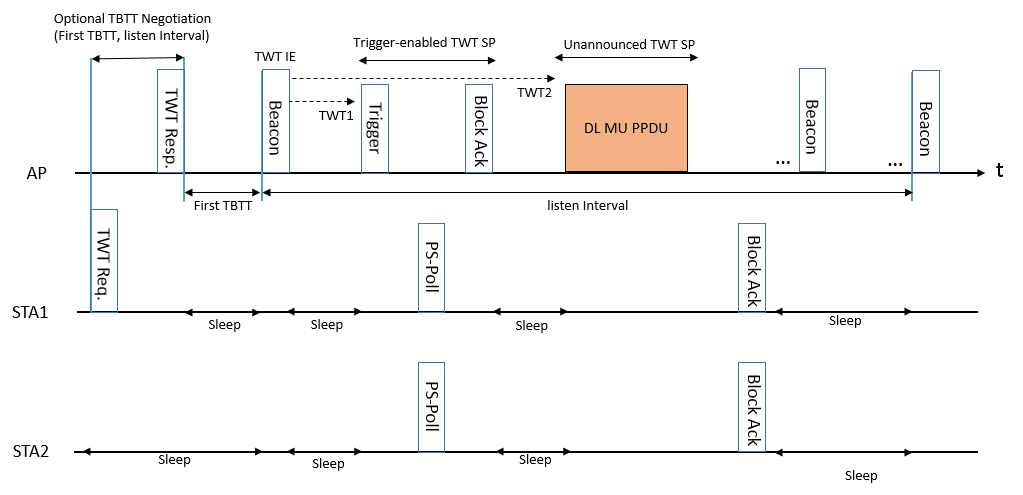 Optional TBTT Negotiation
(First TBTT, listen Interval)
TWT IE
Trigger-enabled TWT SP
Unannounced TWT SP
TWT1
TWT2
TWT Resp.
Beacon
Trigger
Block Ack
DL MU PPDU
Beacon
Beacon
...
...
AP
t
First TBTT
listen Interval
TWT Req.
PS-Poll
Block Ack
STA1
Sleep
Sleep
Sleep
Sleep
PS-Poll
Block Ack
STA2
Sleep
Sleep
Sleep
Sleep